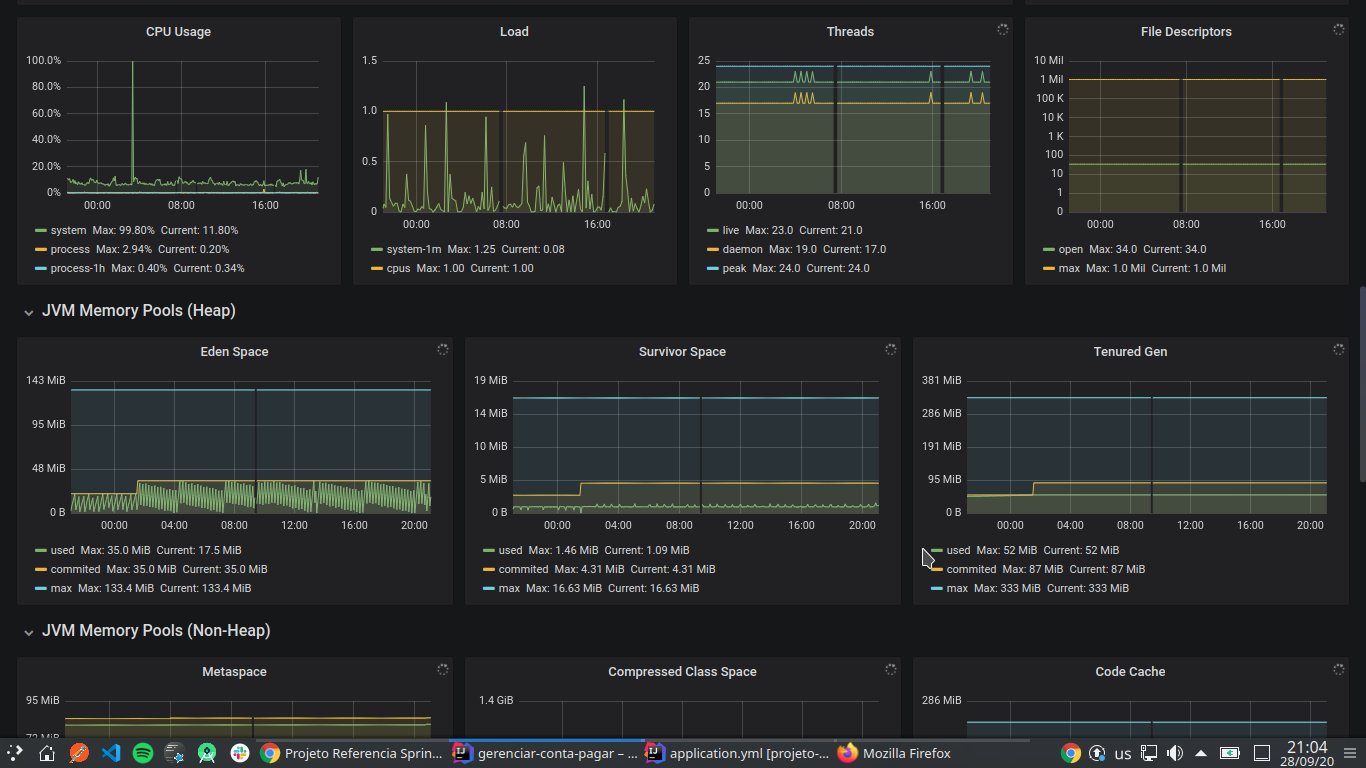 CPU Usage
100.0%
80.0%
60.0%
40.0%
20.0%
0%
00:00 08:00 16:00
system Max: 99.80% Current: 11.80%
process Max: 2.94% Current: 0.20%
process-1h Max: 0.40% Current: 0.34%
Load
1.5
1.0
0.5
0
00:00 08:00 16:00
system-1m Max: 1.25 Current: 0.08
cpus Max: 1.00 Current: 1.00
Threads
25
20
15
10
5
0
00:00 08:00 16:00
live Max: 23.0 Current: 21.0
daemon Max: 19.0 Current: 17.0
peak Max: 24.0 Current: 24.0
File Descriptors
10 Mil
1 Mil
100 K
10 K
1 K
100
10
1
0
00:00 08:00 16:00
open Max: 34.0 Current: 34.0
max Max: 1.0 Mil Current: 1.0 Mil
JVM Memory Pools (Heap)
Eden Space
143 MiB
95 MiB
48 MiB
0 B
00:00 04:00 08:00 12:00 16:00 20:00
used Max: 35.0 MiB Current: 17.5 MiB
commited Max: 35.0 MiB Current: 35.0 MiB
max Max: 133.4 MiB Current: 133.4 MiB
Survivor Space
19 MiB
14 MiB
10 MiB
5 MiB
0 B
00:00 04:00 08:00 12:00 16:00 20:00
used Max: 1.46 MiB Current: 1.09 MiB
commited Max: 4.31 MiB Current: 4.31 MiB
max Max: 16.63 MiB Current: 16.63 MiB
Tenured Gen
381 MiB
286 MiB
191 MiB
95 MiB
0 B
00:00 04:00 08:00 12:00 16:00 20:00
used Max: 52 MiB Current: 52 MiB
commited Max: 87 MiB Current: 87 MiB
max Max: 333 MiB Current: 333 MiB
JVM Memory Pools (Non-Heap)
Metaspace
95 MiB
72 MiB
Compressed Class Space
1.4 GiB
Code Cache
286 MiB
Projeto Referencia Sprin...
gerenciar-conta-pagar – ...
application.yml [projeto-...
Mozilla Firefox
us
21:04
28/09/20